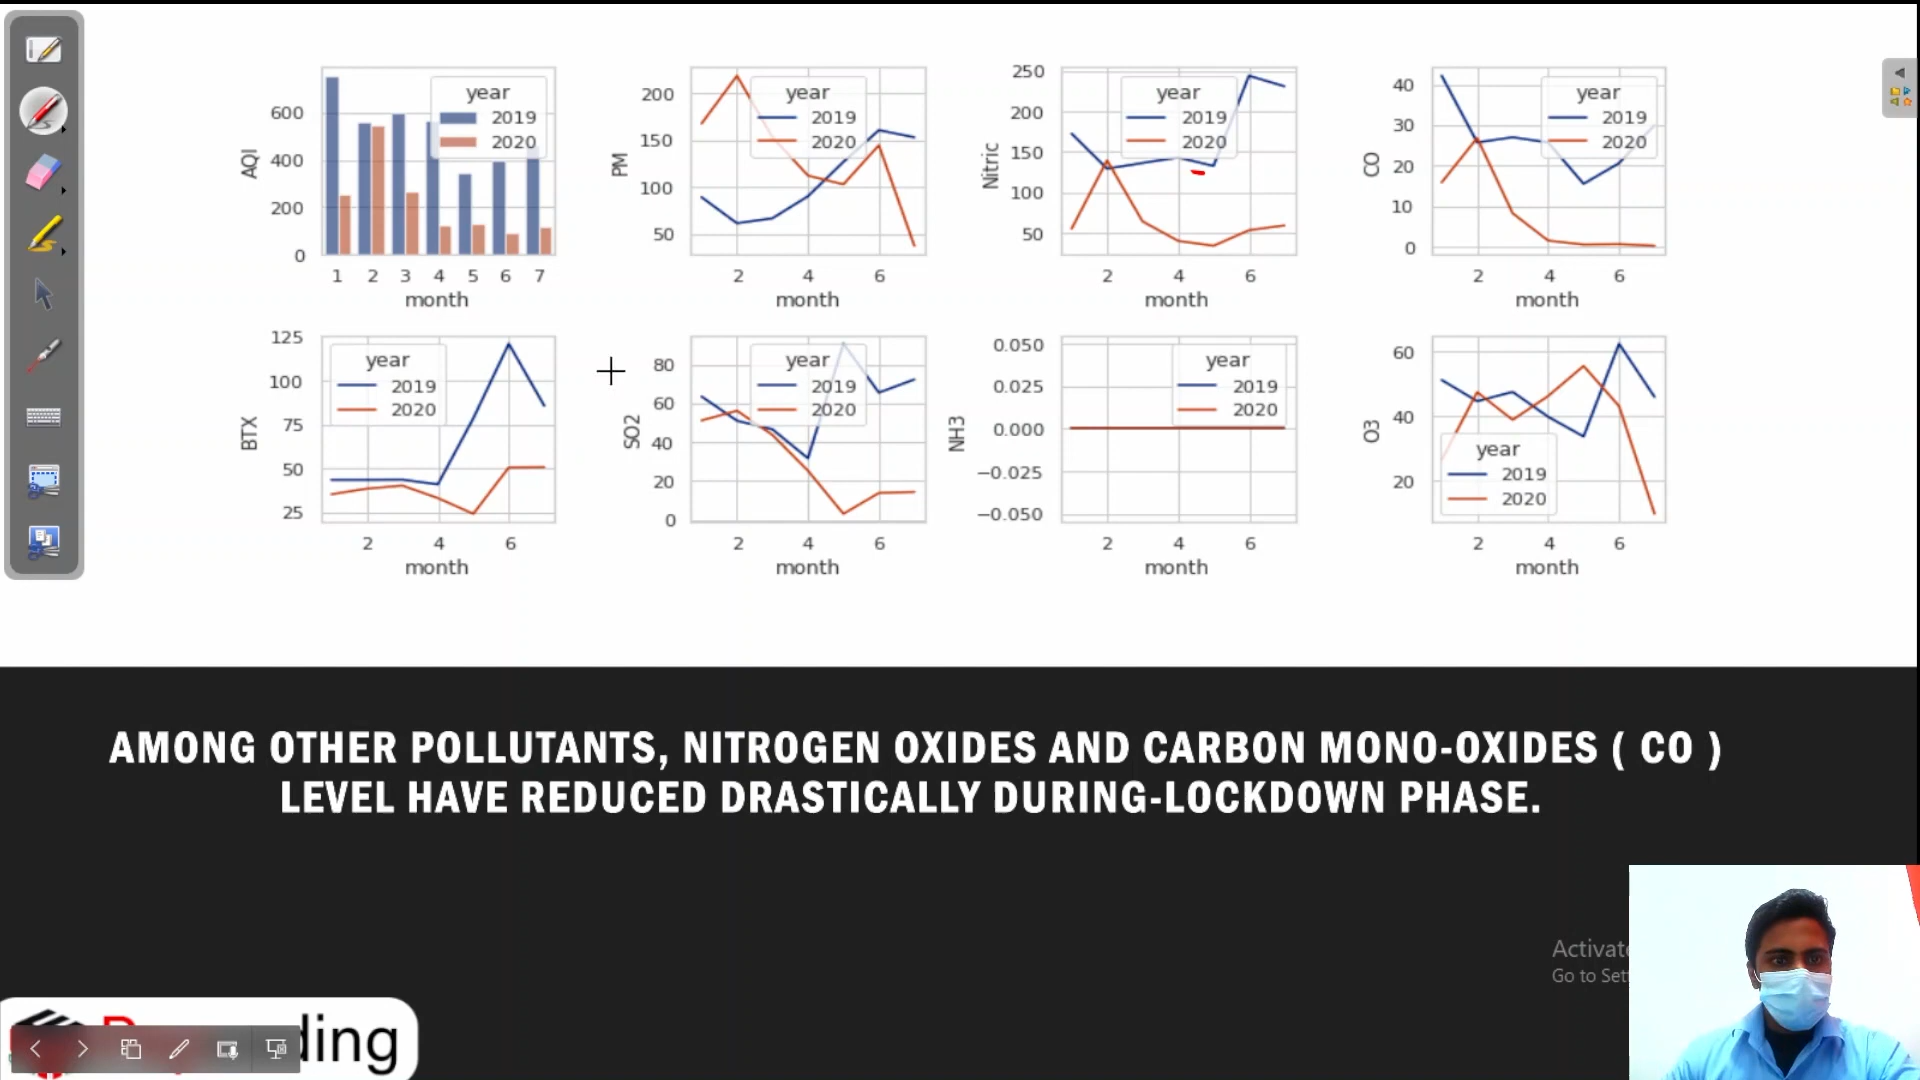 year
2019
2020
AQI
600
400
200
0
1 2 3 4 5 6 7
month
year
2019
2020
PM
200
150
100
50
2 4 6
month
year
2019
2020
Nitric
250
200
150
100
50
2 4 6
month
year
2019
2020
CO
40
30
20
10
0
2 4 6
month
year
2019
2020
BTX
125
100
75
50
25
2 4 6
month
year
2019
2020
SO2
80
60
40
20
0
2 4 6
month
year
2019
2020
NH3
0.050
0.025
0.000
−0.025
−0.050
2 4 6
month
year
2019
2020
O3
60
40
20
2 4 6
month
AMONG OTHER POLLUTANTS, NITROGEN OXIDES AND CARBON MONO-OXIDES ( CO )
LEVEL HAVE REDUCED DRASTICALLY DURING-LOCKDOWN PHASE.
Go to